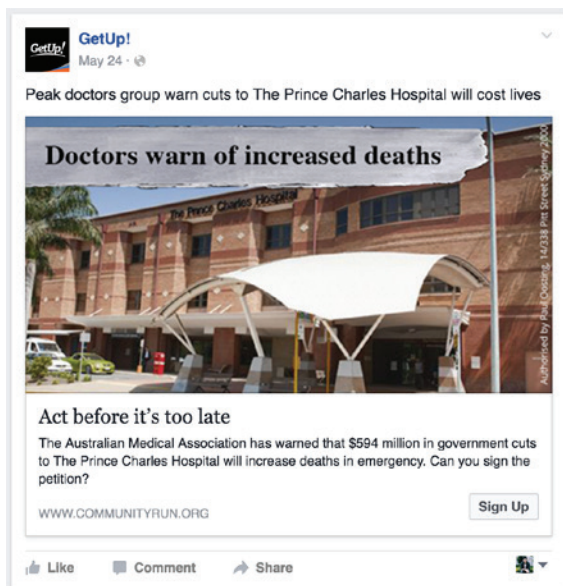 GetUp!
GetUp!
May 24 ·
Peak doctors group warn cuts to The Prince Charles Hospital will cost lives
Doctors warn of increased deaths
The Prince Charles Hospital
Authorised by Paul Oosting, 14/338 Pitt Street Sydney 2000
Act before it's too late
The Australian Medical Association has warned that $594 million in government cuts
to The Prince Charles Hospital will increase deaths in emergency. Can you sign the
petition?
WWW.COMMUNITYRUN.ORG
Sign Up
Like Comment Share